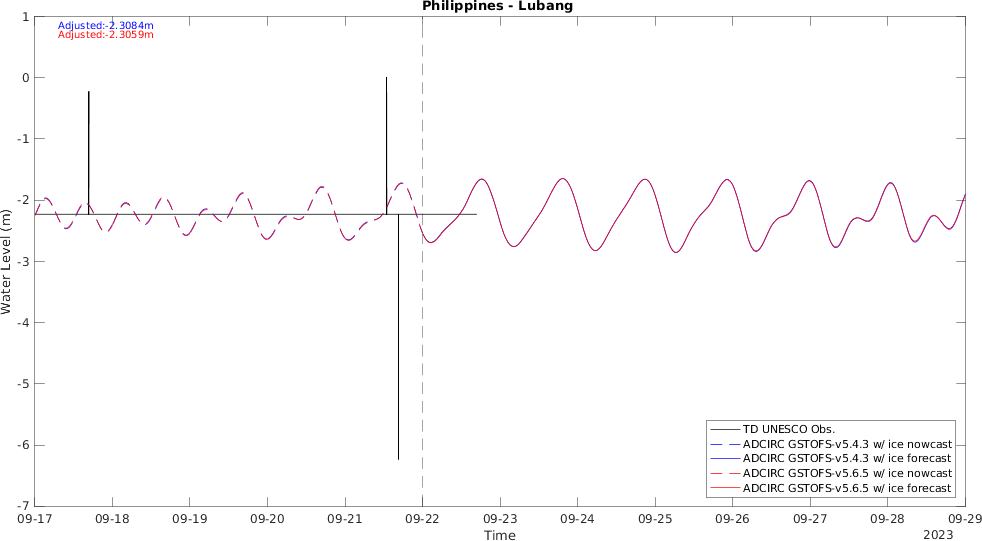 Philippines - Lubang
Adjusted:-2.3084m
Adjusted:-2.3059m
Water Level (m)
1
0
-1
-2
-3
-4
-5
-6
-7
TD UNESCO Obs.
ADCIRC GSTOFS-v5.4.3 w/ ice nowcast
ADCIRC GSTOFS-v5.4.3 w/ ice forecast
ADCIRC GSTOFS-v5.6.5 w/ ice nowcast
ADCIRC GSTOFS-v5.6.5 w/ ice forecast
09-17 09-18 09-19 09-20 09-21 09-22 09-23 09-24 09-25 09-26 09-27 09-28 09-29
Time
2023